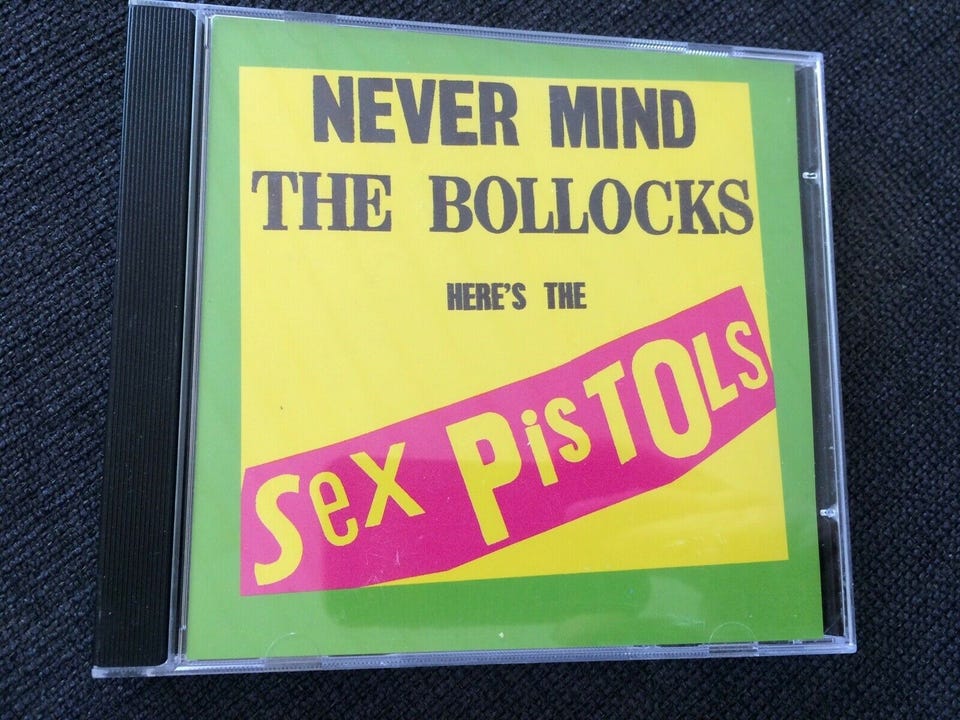 NEVER MIND
THE BOLLOCKS
HERE'S THE
Sex PisTOLS